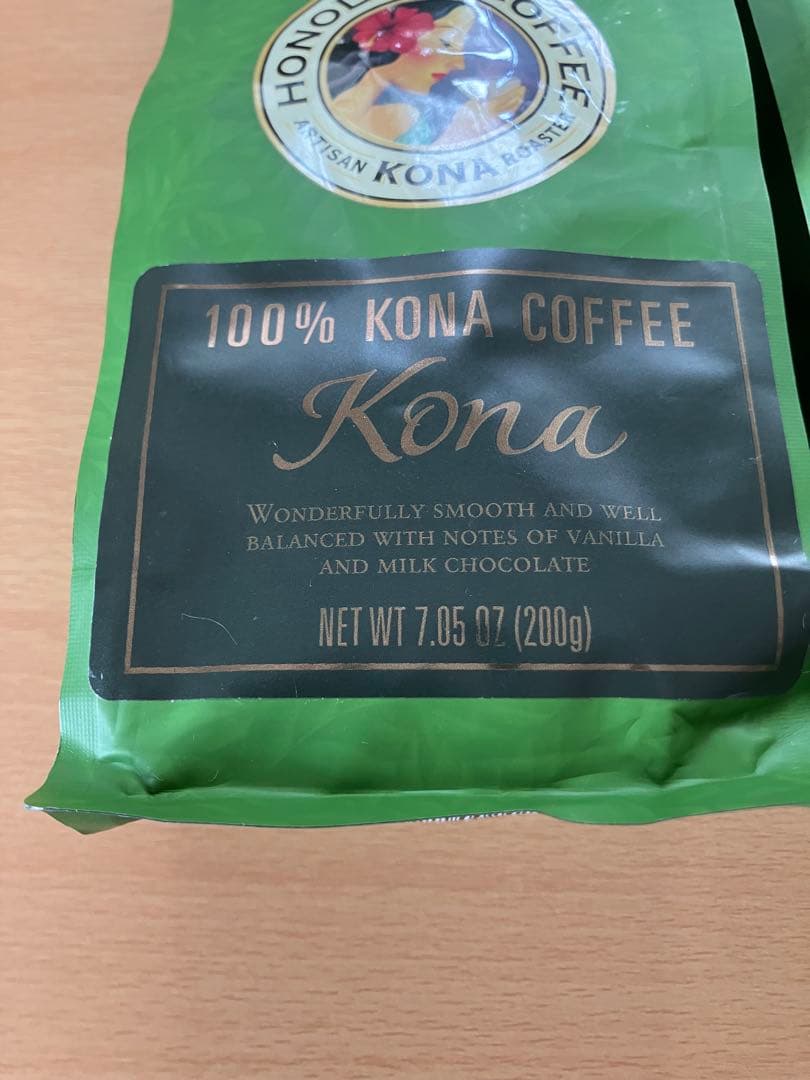 COFFEE
ARTISAN KONA ROASTER
100% KONA COFFEE
Kona
WONDERFULLY SMOOTH AND WELL
BALANCED WITH NOTES OF VANILLA
AND MILK CHOCOLATE
NET WT 7.05 OZ (200g)